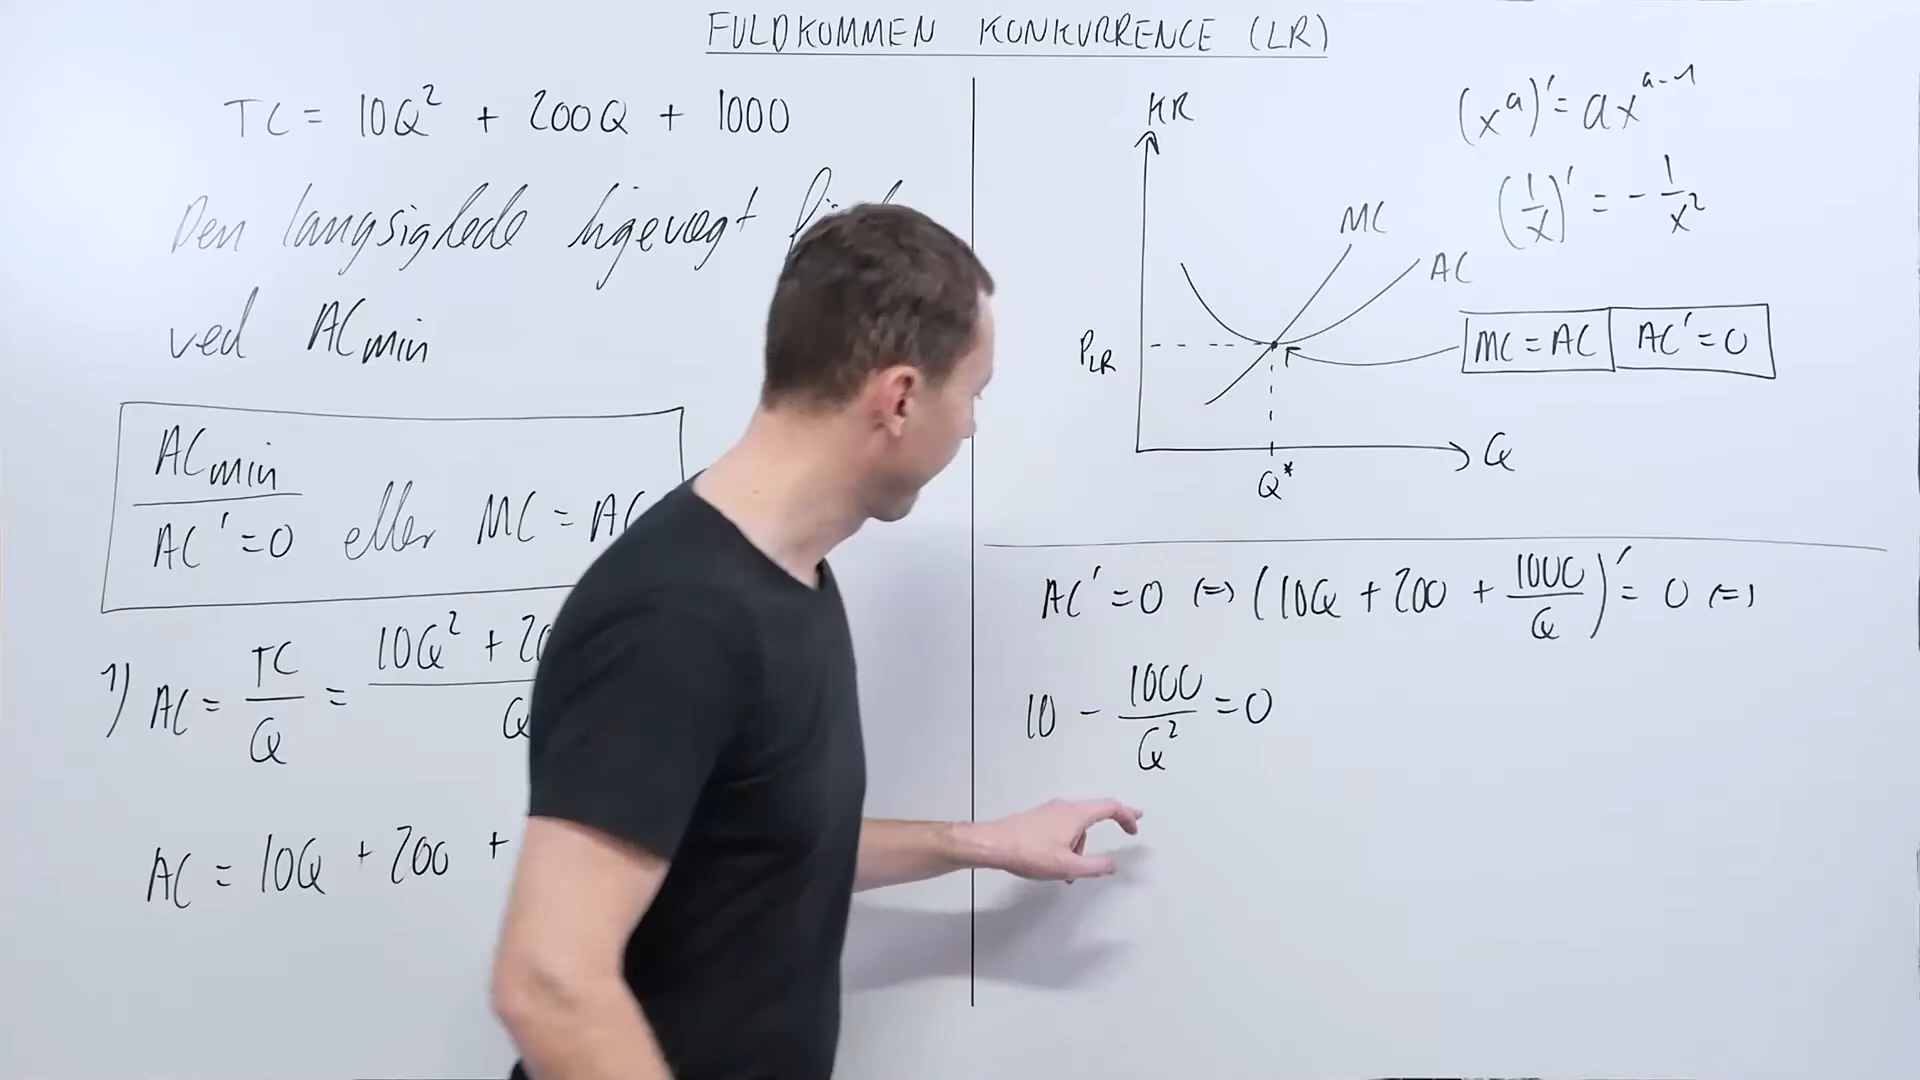 FULDKOMMEN KONKURRENCE (LR)
TC = 10Q² + 200Q + 1000
Den langsigtede ligevægt
ved ACmin
ACmin
AC' = 0 eller MC = AC
1) AC = TC/Q = 10Q² + 20
Q
AC = 10Q + 200 +
KR
MC
AC
PLR
Q*
Q
(x^a)' = ax^(a-1)
(1/x)' = - 1/x²
MC = AC AC' = 0
AC' = 0 (=) (10Q + 200 + 1000/Q)' = 0 (=)
10 - 1000/Q² = 0